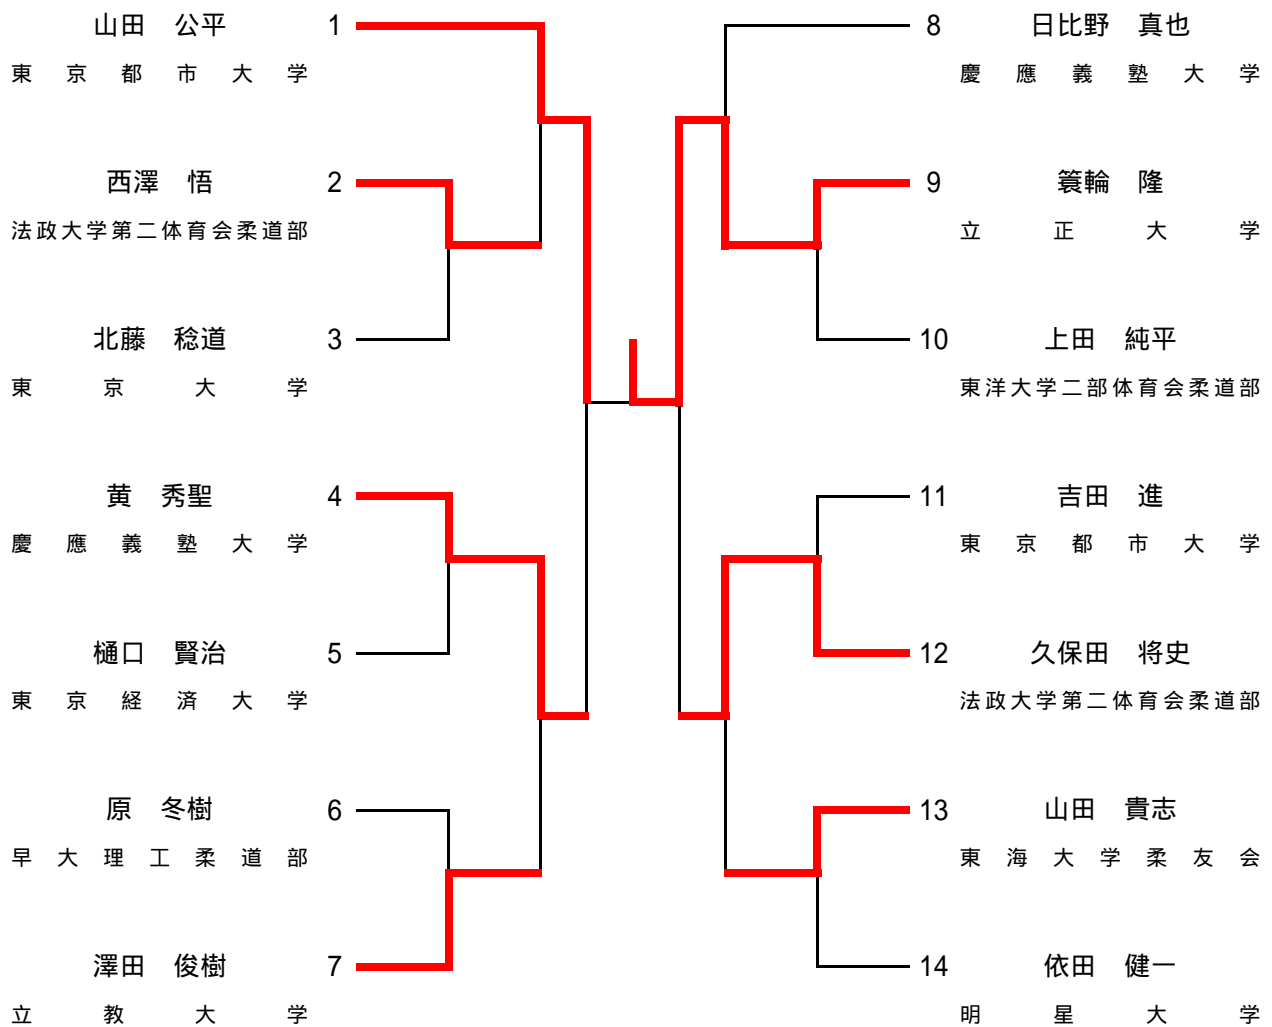 山田　公平 1
東京都市大学
西澤　悟 2
法政大学第二体育会柔道部
北藤　稔道 3
東京大学
黄　秀聖 4
慶應義塾大学
樋口　賢治 5
東京経済大学
原　冬樹 6
早大理工柔道部
澤田　俊樹 7
立教大学
8 日比野　真也
慶應義塾大学
9 簑輪　隆
立正大学
10 上田　純平
東洋大学二部体育会柔道部
11 吉田　進
東京都市大学
12 久保田　将史
法政大学第二体育会柔道部
13 山田　貴志
東海大学柔友会
14 依田　健一
明星大学